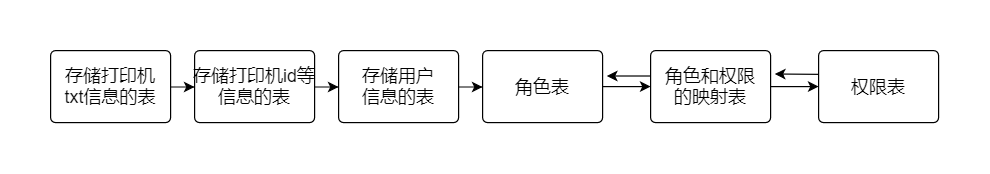 存储打印机
txt信息的表
存储打印机id等
信息的表
存储用户
信息的表
角色表
角色和权限
的映射表
权限表